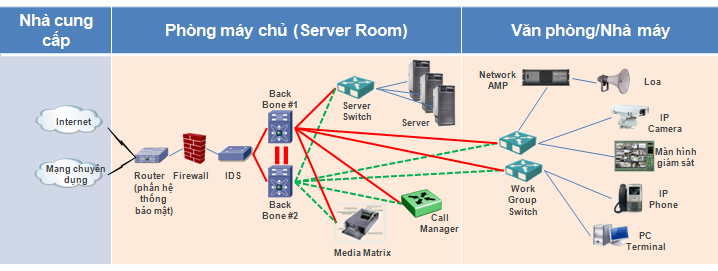 Nhà cung
cấp
Phòng máy chủ (Server Room)
Văn phòng/Nhà máy
Internet
Mạng chuyên
dụng
Router
(phân hệ
thống
bảo mật)
Firewall
IDS
Back
Bone #1
Back
Bone #2
Server
Switch
Server
Media Matrix
Call
Manager
Network
AMP
Loa
IP
Camera
Màn hình
giám sát
Work
Group
Switch
IP
Phone
PC
Terminal